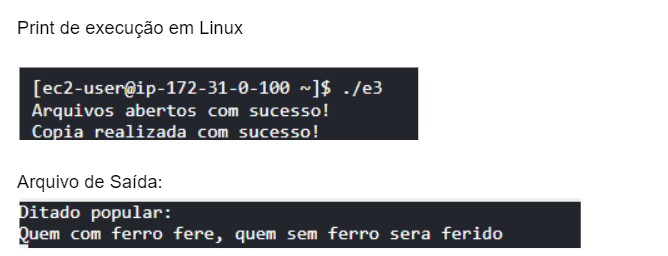 Print de execução em Linux
[ec2-user@ip-172-31-0-100 ~]$ ./e3
Arquivos abertos com sucesso!
Copia realizada com sucesso!
Arquivo de Saída:
Ditado popular:
Quem com ferro fere, quem sem ferro sera ferido